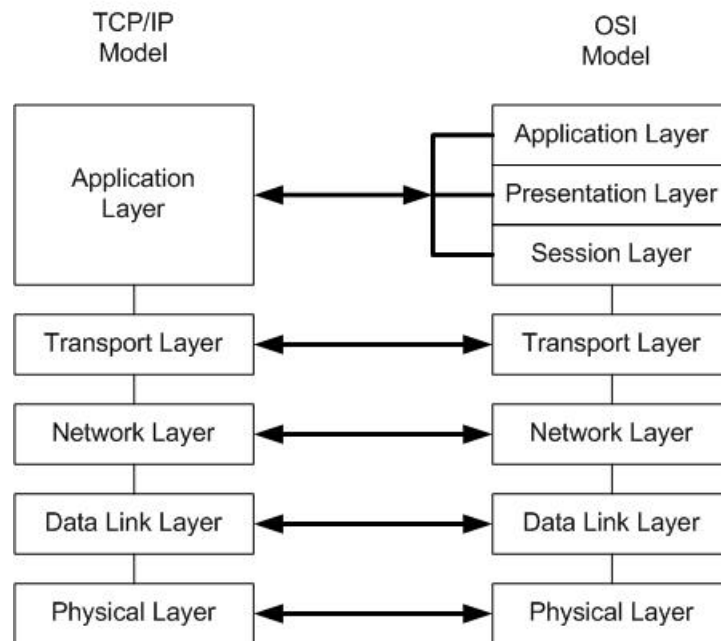 TCP/IP
Model
OSI
Model
Application
Layer
Application Layer
Presentation Layer
Session Layer
Transport Layer
Transport Layer
Network Layer
Network Layer
Data Link Layer
Data Link Layer
Physical Layer
Physical Layer